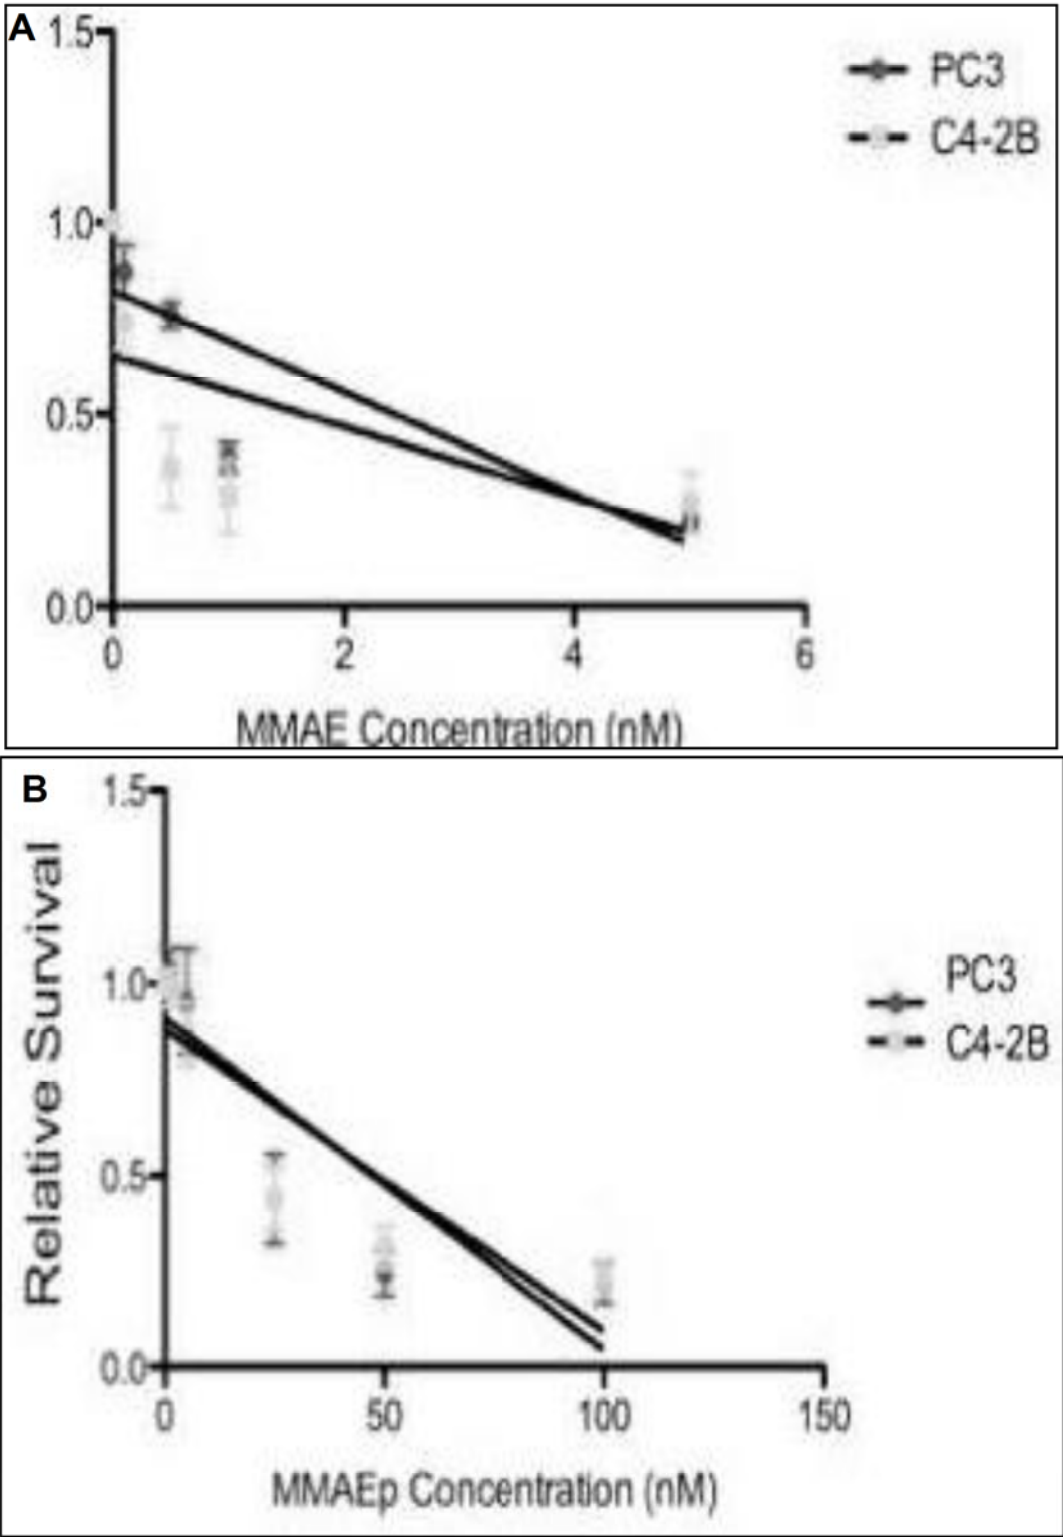 A
1.5
PC3
C4-2B
1.0
0.5
0.0
0 2 4 6
MMAE Concentration (nM)
B
1.5
Relative Survival
1.0
PC3
C4-2B
0.5
0.0
0 50 100 150
MMAEp Concentration (nM)